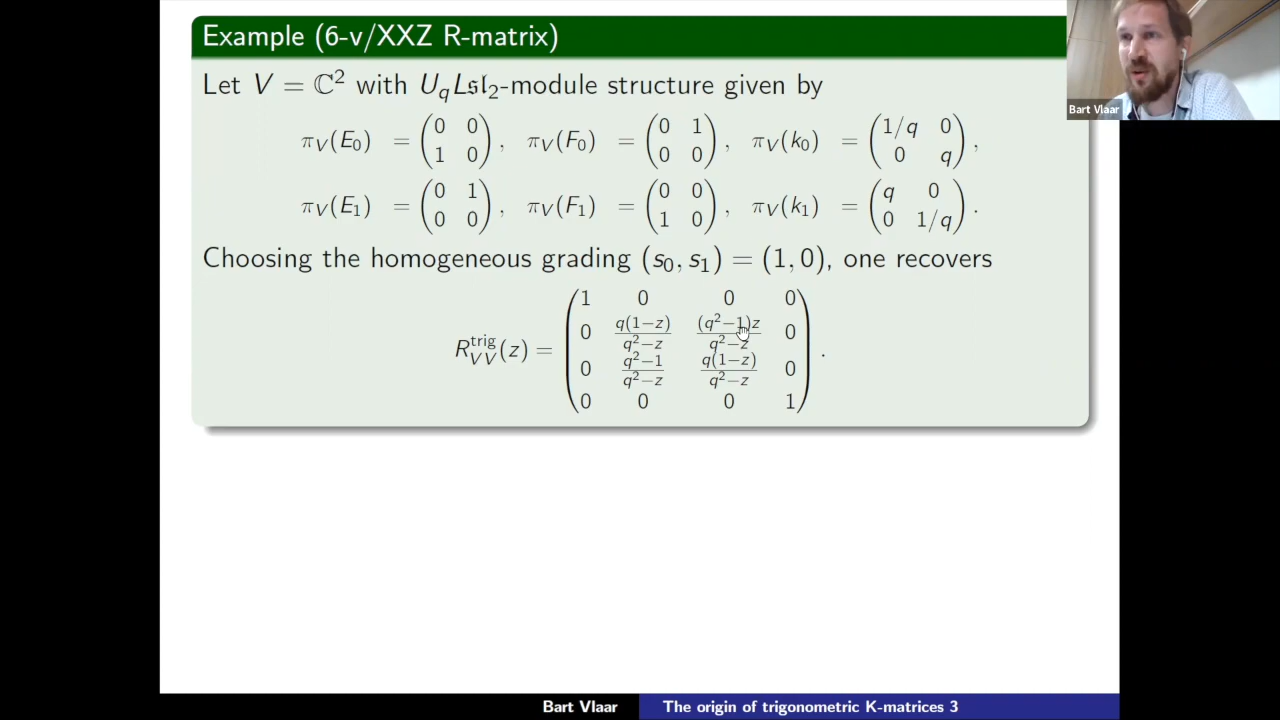 Example (6-v/XXZ R-matrix)
Let V = ℂ² with U_qL𝔰𝔩₂-module structure given by
π_V(E₀) = (0 0; 1 0), π_V(F₀) = (0 1; 0 0), π_V(k₀) = (1/q 0; 0 q),
π_V(E₁) = (0 1; 0 0), π_V(F₁) = (0 0; 1 0), π_V(k₁) = (q 0; 0 1/q).
Choosing the homogeneous grading (s₀, s₁) = (1, 0), one recovers
R^trig_VV(z) = (1 0 0 0; 0 q(1−z)/(q²−z) (q²−1)z/(q²−z) 0; 0 (q²−1)/(q²−z) q(1−z)/(q²−z) 0; 0 0 0 1).
Bart Vlaar
Bart Vlaar The origin of trigonometric K-matrices 3